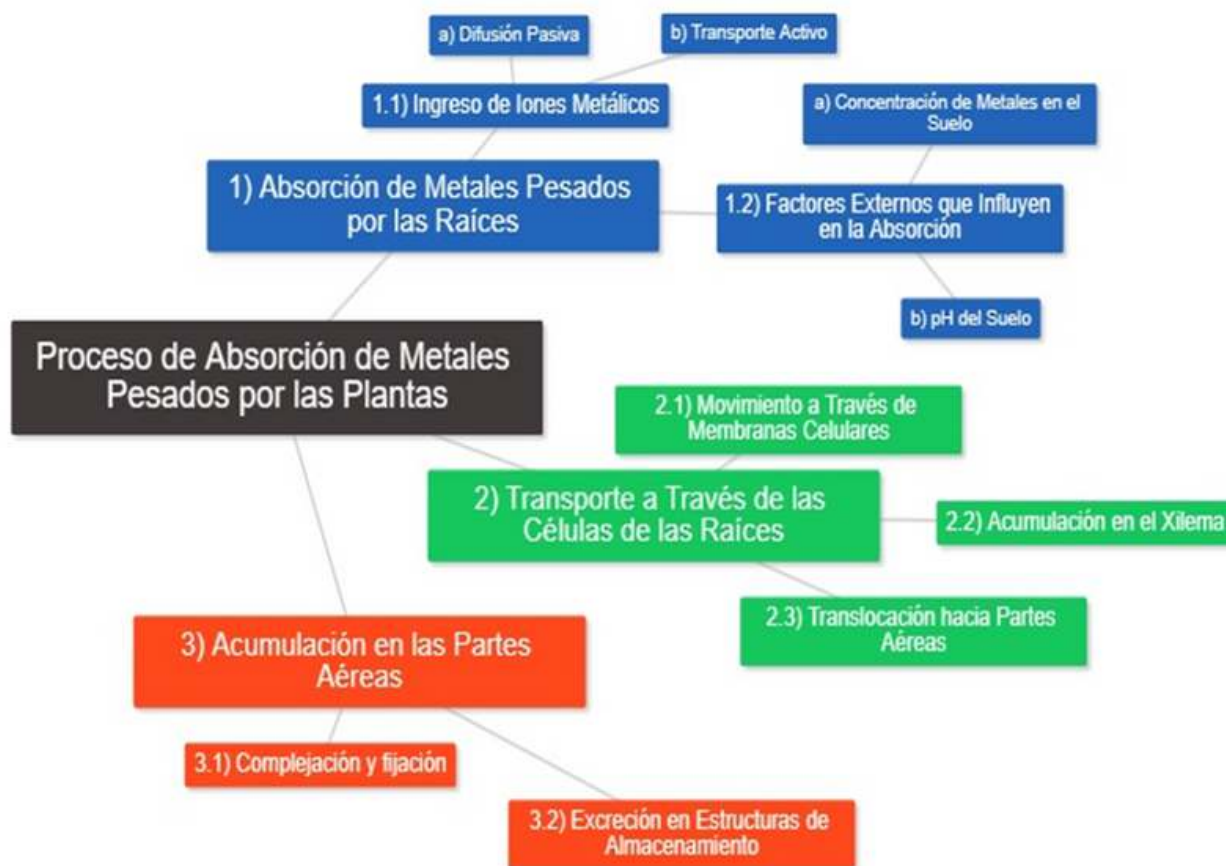 Proceso de Absorción de Metales
Pesados por las Plantas
1) Absorción de Metales Pesados
por las Raíces
1.1) Ingreso de Iones Metálicos
a) Difusión Pasiva
b) Transporte Activo
1.2) Factores Externos que Influyen
en la Absorción
a) Concentración de Metales en el
Suelo
b) pH del Suelo
2) Transporte a Través de las
Células de las Raíces
2.1) Movimiento a Través de
Membranas Celulares
2.2) Acumulación en el Xilema
2.3) Translocación hacia Partes
Aéreas
3) Acumulación en las Partes
Aéreas
3.1) Complejación y fijación
3.2) Excreción en Estructuras de
Almacenamiento